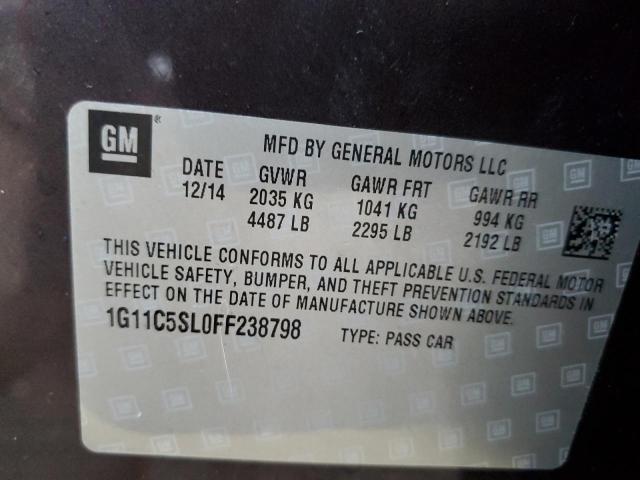 GM ®
MFD BY GENERAL MOTORS LLC
DATE GVWR GAWR FRT GAWR RR
12/14 2035 KG 1041 KG 994 KG
4487 LB 2295 LB 2192 LB
THIS VEHICLE CONFORMS TO ALL APPLICABLE U.S. FEDERAL MOTOR
VEHICLE SAFETY, BUMPER, AND THEFT PREVENTION STANDARDS IN
EFFECT ON THE DATE OF MANUFACTURE SHOWN ABOVE.
1G11C5SL0FF238798 TYPE: PASS CAR